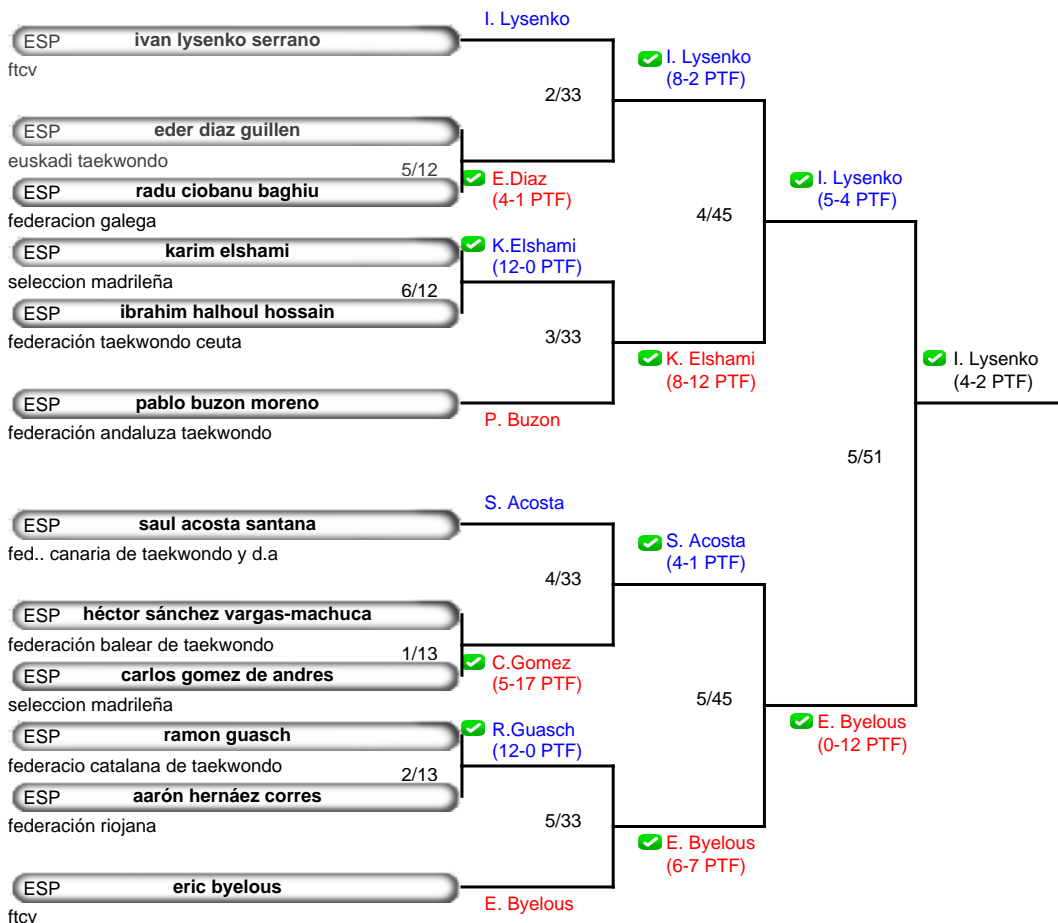 I. Lysenko
ESP ivan lysenko serrano
ftcv
I. Lysenko
(8-2 PTF)
2/33
ESP eder diaz guillen
euskadi taekwondo
5/12
E.Diaz
(4-1 PTF)
ESP radu ciobanu baghiu
federacion galega
I. Lysenko
(5-4 PTF)
4/45
ESP karim elshami
K.Elshami
(12-0 PTF)
seleccion madrileña
6/12
ESP ibrahim halhoul hossain
federación taekwondo ceuta
3/33
K. Elshami
(8-12 PTF)
I. Lysenko
(4-2 PTF)
ESP pablo buzon moreno
P. Buzon
federación andaluza taekwondo
5/51
S. Acosta
ESP saul acosta santana
fed.. canaria de taekwondo y d.a
S. Acosta
(4-1 PTF)
4/33
ESP héctor sánchez vargas-machuca
federación balear de taekwondo
1/13
C.Gomez
(5-17 PTF)
ESP carlos gomez de andres
seleccion madrileña
5/45
ESP ramon guasch
R.Guasch
(12-0 PTF)
federacio catalana de taekwondo
2/13
E. Byelous
(0-12 PTF)
ESP aarón hernáez corres
federación riojana
5/33
E. Byelous
(6-7 PTF)
ESP eric byelous
E. Byelous
ftcv